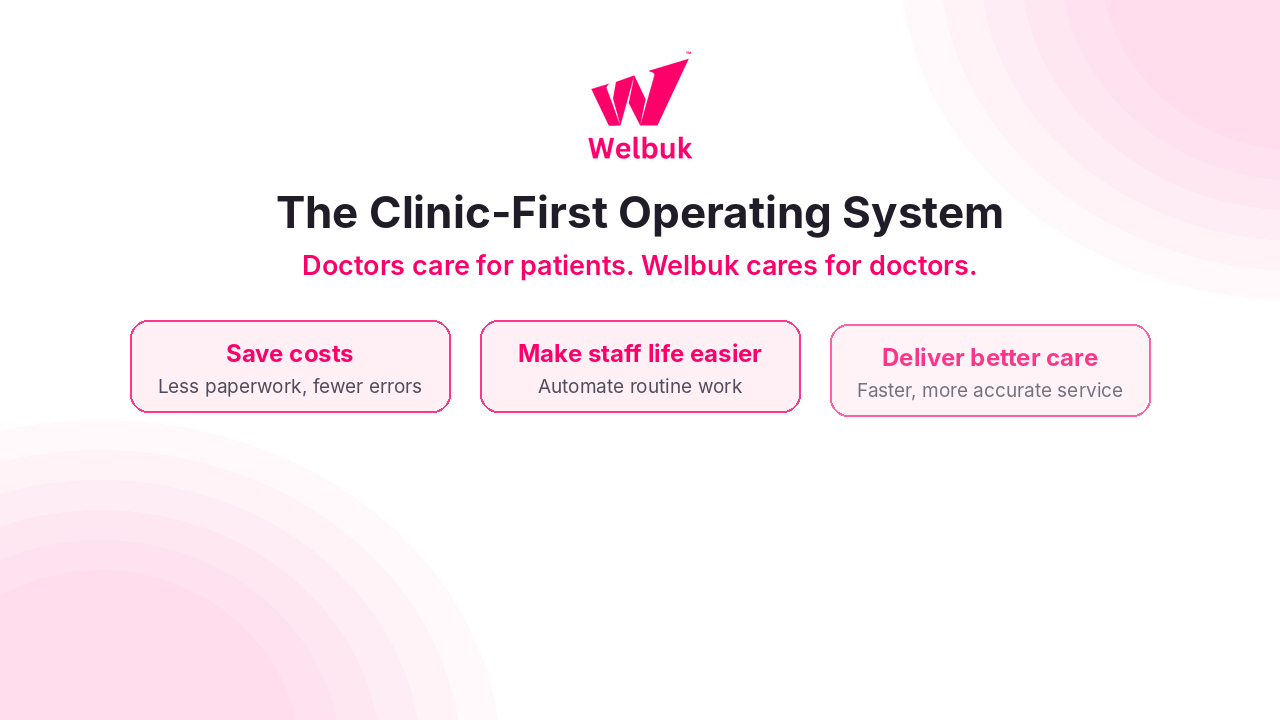 ™
Welbuk
The Clinic-First Operating System
Doctors care for patients. Welbuk cares for doctors.
Save costs
Less paperwork, fewer errors
Make staff life easier
Automate routine work
Deliver better care
Faster, more accurate service